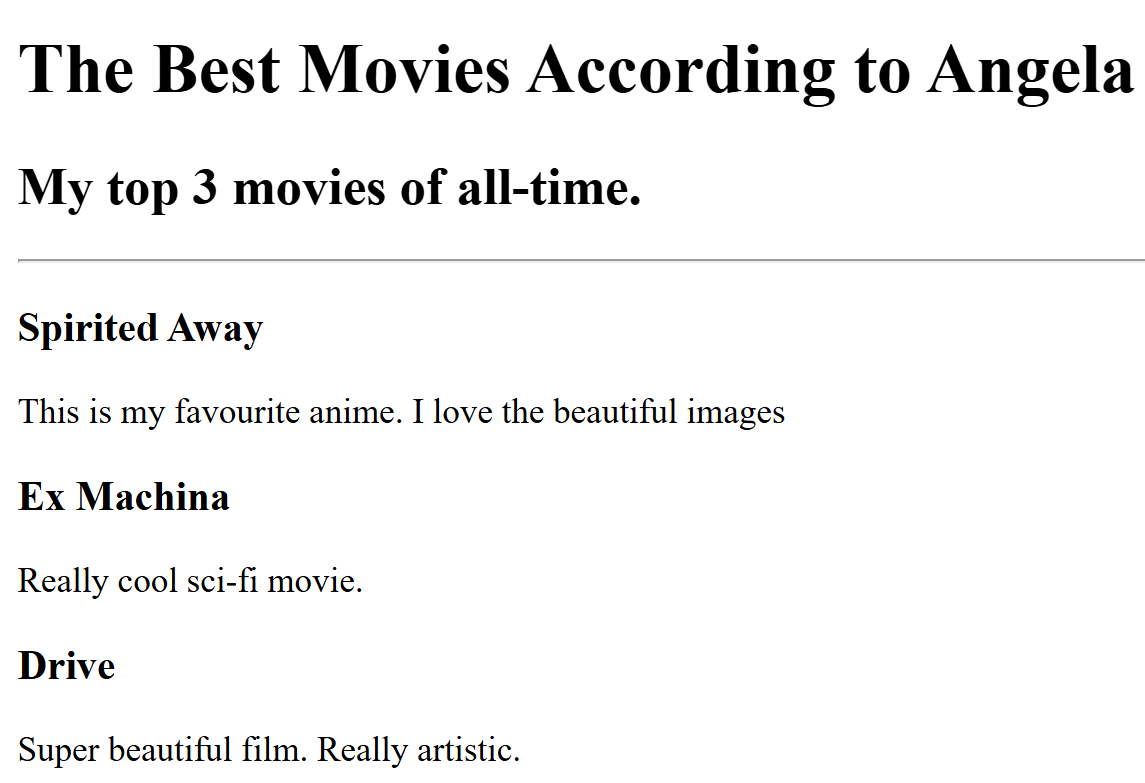 The Best Movies According to Angela
My top 3 movies of all-time.
Spirited Away
This is my favourite anime. I love the beautiful images
Ex Machina
Really cool sci-fi movie.
Drive
Super beautiful film. Really artistic.